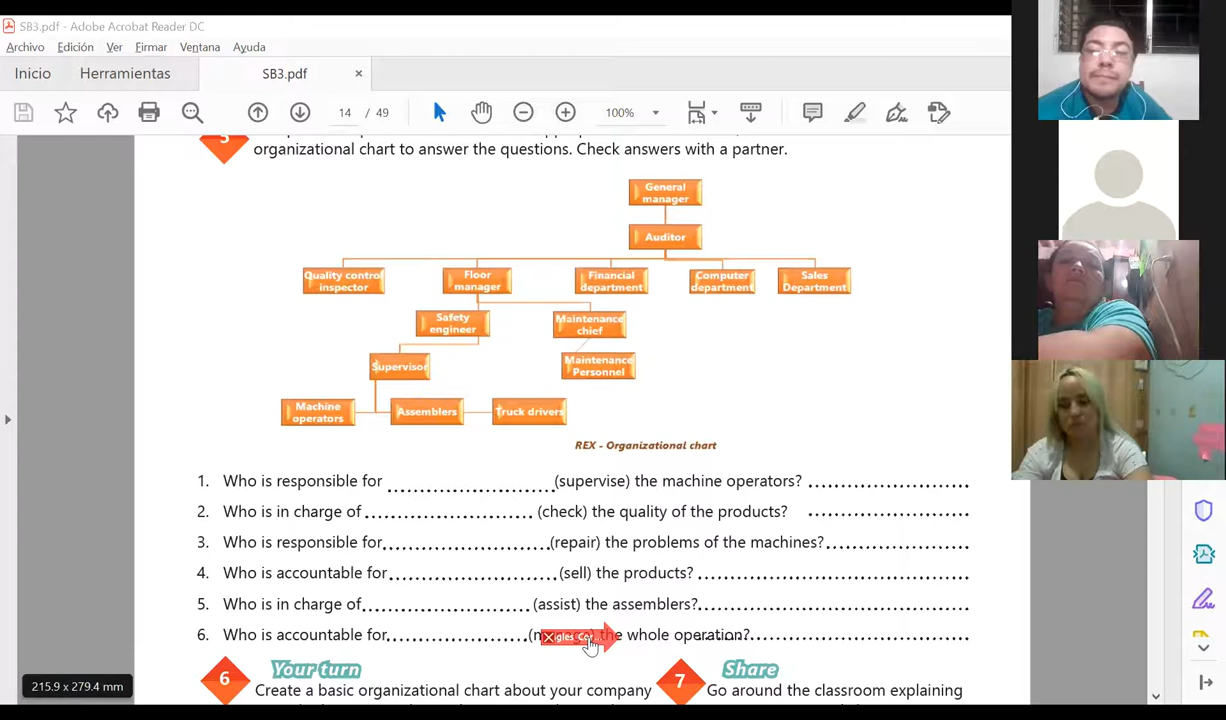 SB3.pdf - Adobe Acrobat Reader DC
Archivo Edición Ver Firmar Ventana Ayuda
Inicio Herramientas SB3.pdf ×
14 / 49 100%
organizational chart to answer the questions. Check answers with a partner.
General manager
Auditor
Quality control inspector
Floor manager
Financial department
Computer department
Sales Department
Safety engineer
Maintenance chief
Supervisor
Maintenance Personnel
Machine operators
Assemblers
Truck drivers
REX - Organizational chart
1. Who is responsible for ........................ (supervise) the machine operators? ........................
2. Who is in charge of ........................ (check) the quality of the products? ........................
3. Who is responsible for ........................ (repair) the problems of the machines? ........................
4. Who is accountable for ........................ (sell) the products? ........................
5. Who is in charge of ........................ (assist) the assemblers? ........................
6. Who is accountable for ........................ the whole operation? ........................
6 Your turn
7 Share
Create a basic organizational chart about your company
Go around the classroom explaining
215.9 x 279.4 mm